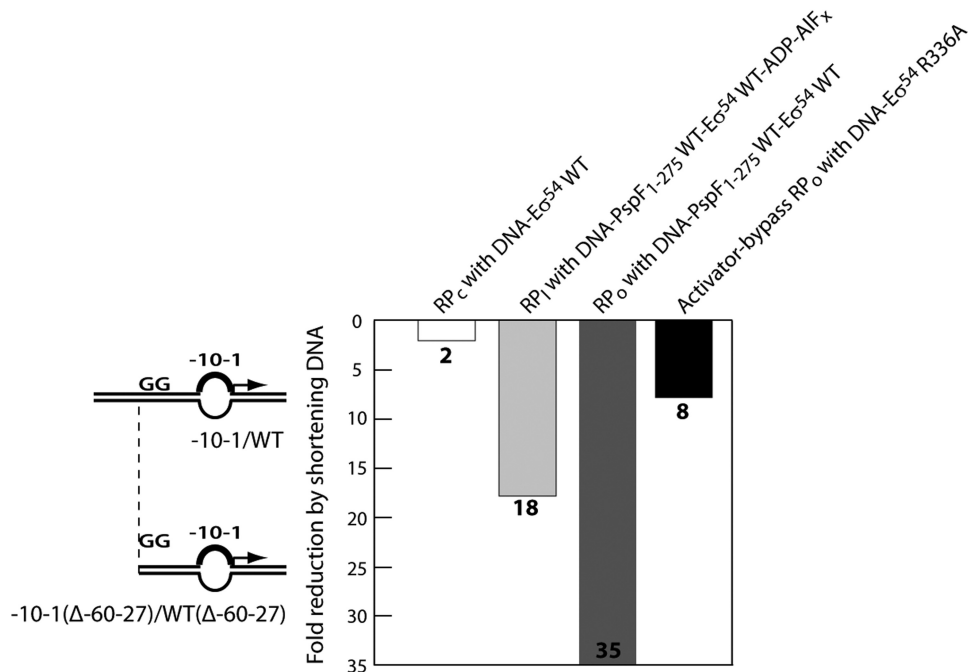 RPc with DNA-Eσ54 WT
RPI with DNA-PspF1-275 WT-Eσ54 WT-ADP-AlFx
RPo with DNA-PspF1-275 WT-Eσ54 WT
Activator-bypass RPo with DNA-Eσ54 R336A
Fold reduction by shortening DNA
0
5
10
15
20
25
30
35
2
18
35
8
GG
-10-1
-10-1/WT
GG
-10-1
-10-1(Δ-60-27)/WT(Δ-60-27)